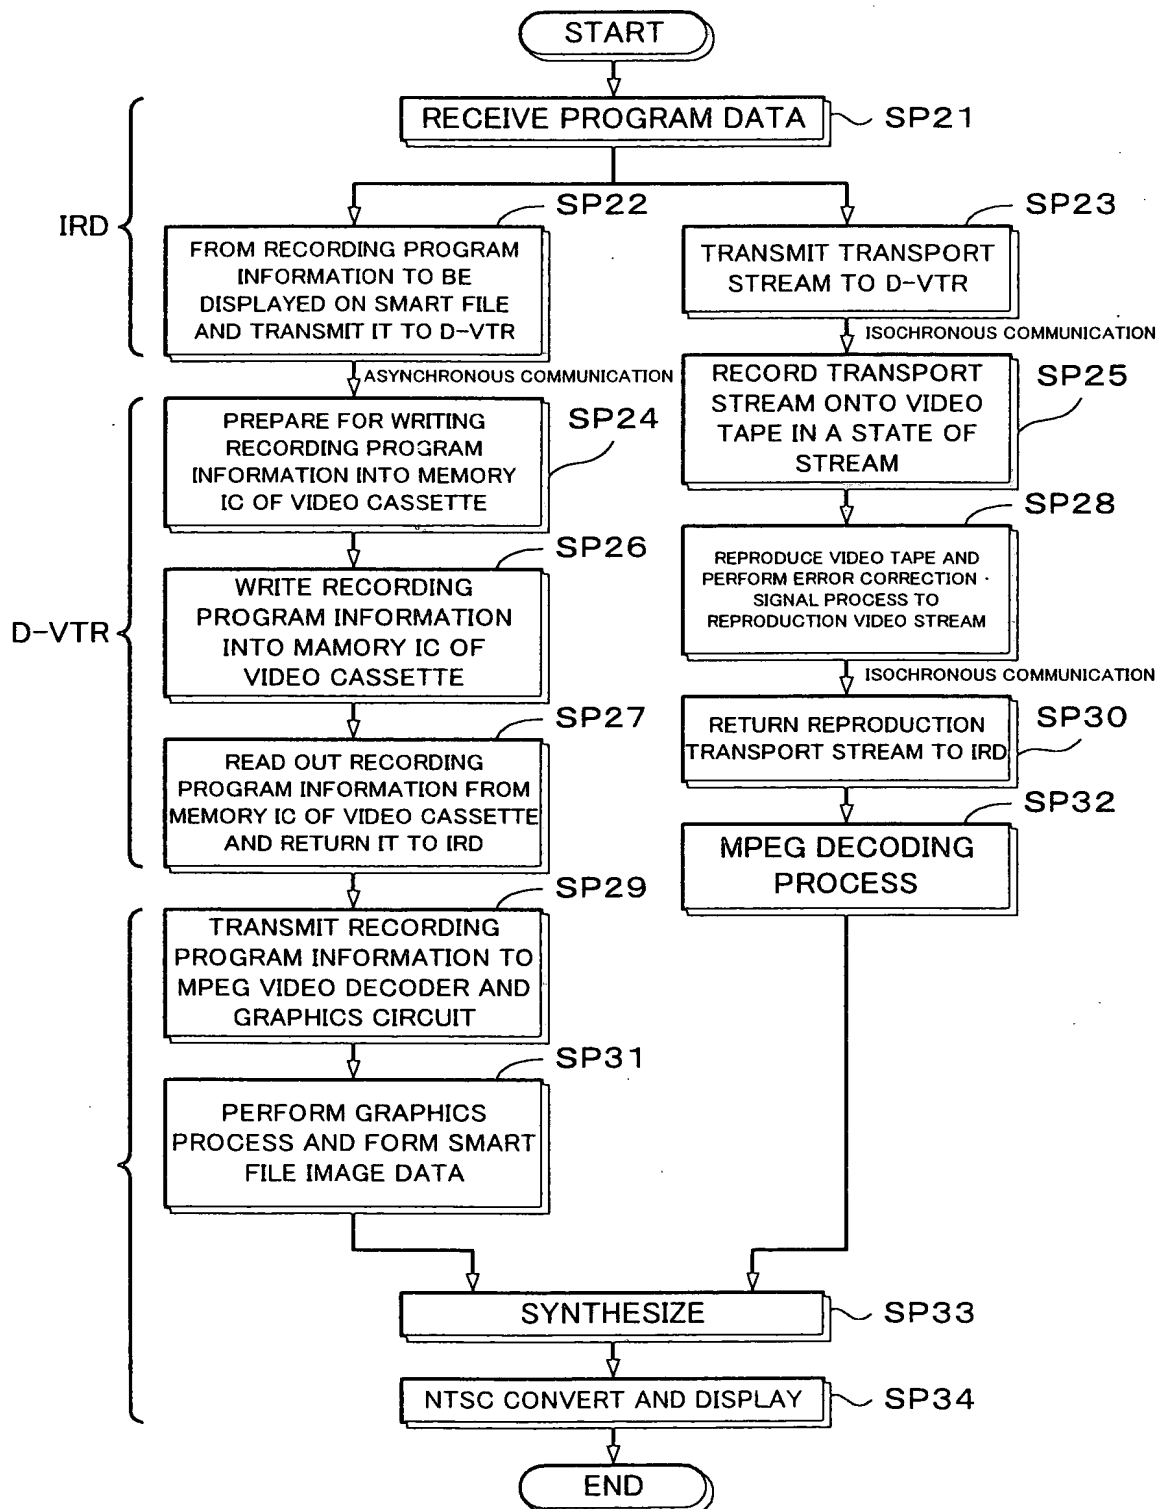 START
RECEIVE PROGRAM DATA
SP21
IRD
SP22
FROM RECORDING PROGRAM
INFORMATION TO BE
DISPLAYED ON SMART FILE
AND TRANSMIT IT TO D-VTR
SP23
TRANSMIT TRANSPORT
STREAM TO D-VTR
ISOCHRONOUS COMMUNICATION
ASYNCHRONOUS COMMUNICATION
RECORD TRANSPORT
STREAM ONTO VIDEO
TAPE IN A STATE OF
STREAM
SP25
D-VTR
PREPARE FOR WRITING
RECORDING PROGRAM
INFORMATION INTO MEMORY
IC OF VIDEO CASSETTE
SP24
SP28
REPRODUCE VIDEO TAPE AND
PERFORM ERROR CORRECTION ·
SIGNAL PROCESS TO
REPRODUCTION VIDEO STREAM
SP26
WRITE RECORDING
PROGRAM INFORMATION
INTO MAMORY IC OF
VIDEO CASSETTE
ISOCHRONOUS COMMUNICATION
RETURN REPRODUCTION
TRANSPORT STREAM TO IRD
SP30
SP27
READ OUT RECORDING
PROGRAM INFORMATION FROM
MEMORY IC OF VIDEO CASSETTE
AND RETURN IT TO IRD
SP32
MPEG DECODING
PROCESS
SP29
TRANSMIT RECORDING
PROGRAM INFORMATION TO
MPEG VIDEO DECODER AND
GRAPHICS CIRCUIT
SP31
PERFORM GRAPHICS
PROCESS AND FORM SMART
FILE IMAGE DATA
SYNTHESIZE
SP33
NTSC CONVERT AND DISPLAY
SP34
END